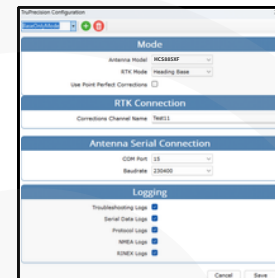 TruPrecision Configuration
BaseOnlyMode
Mode
Antenna Model HCS885XF
RTK Mode Heading Base
Use Point Perfect Corrections
RTK Connection
Corrections Channel Name Test11
Antenna Serial Connection
COM Port 15
Baudrate 230400
Logging
Troubleshooting Logs
Serial Data Logs
Protocol Logs
NMEA Logs
RINEX Logs
Cancel Save